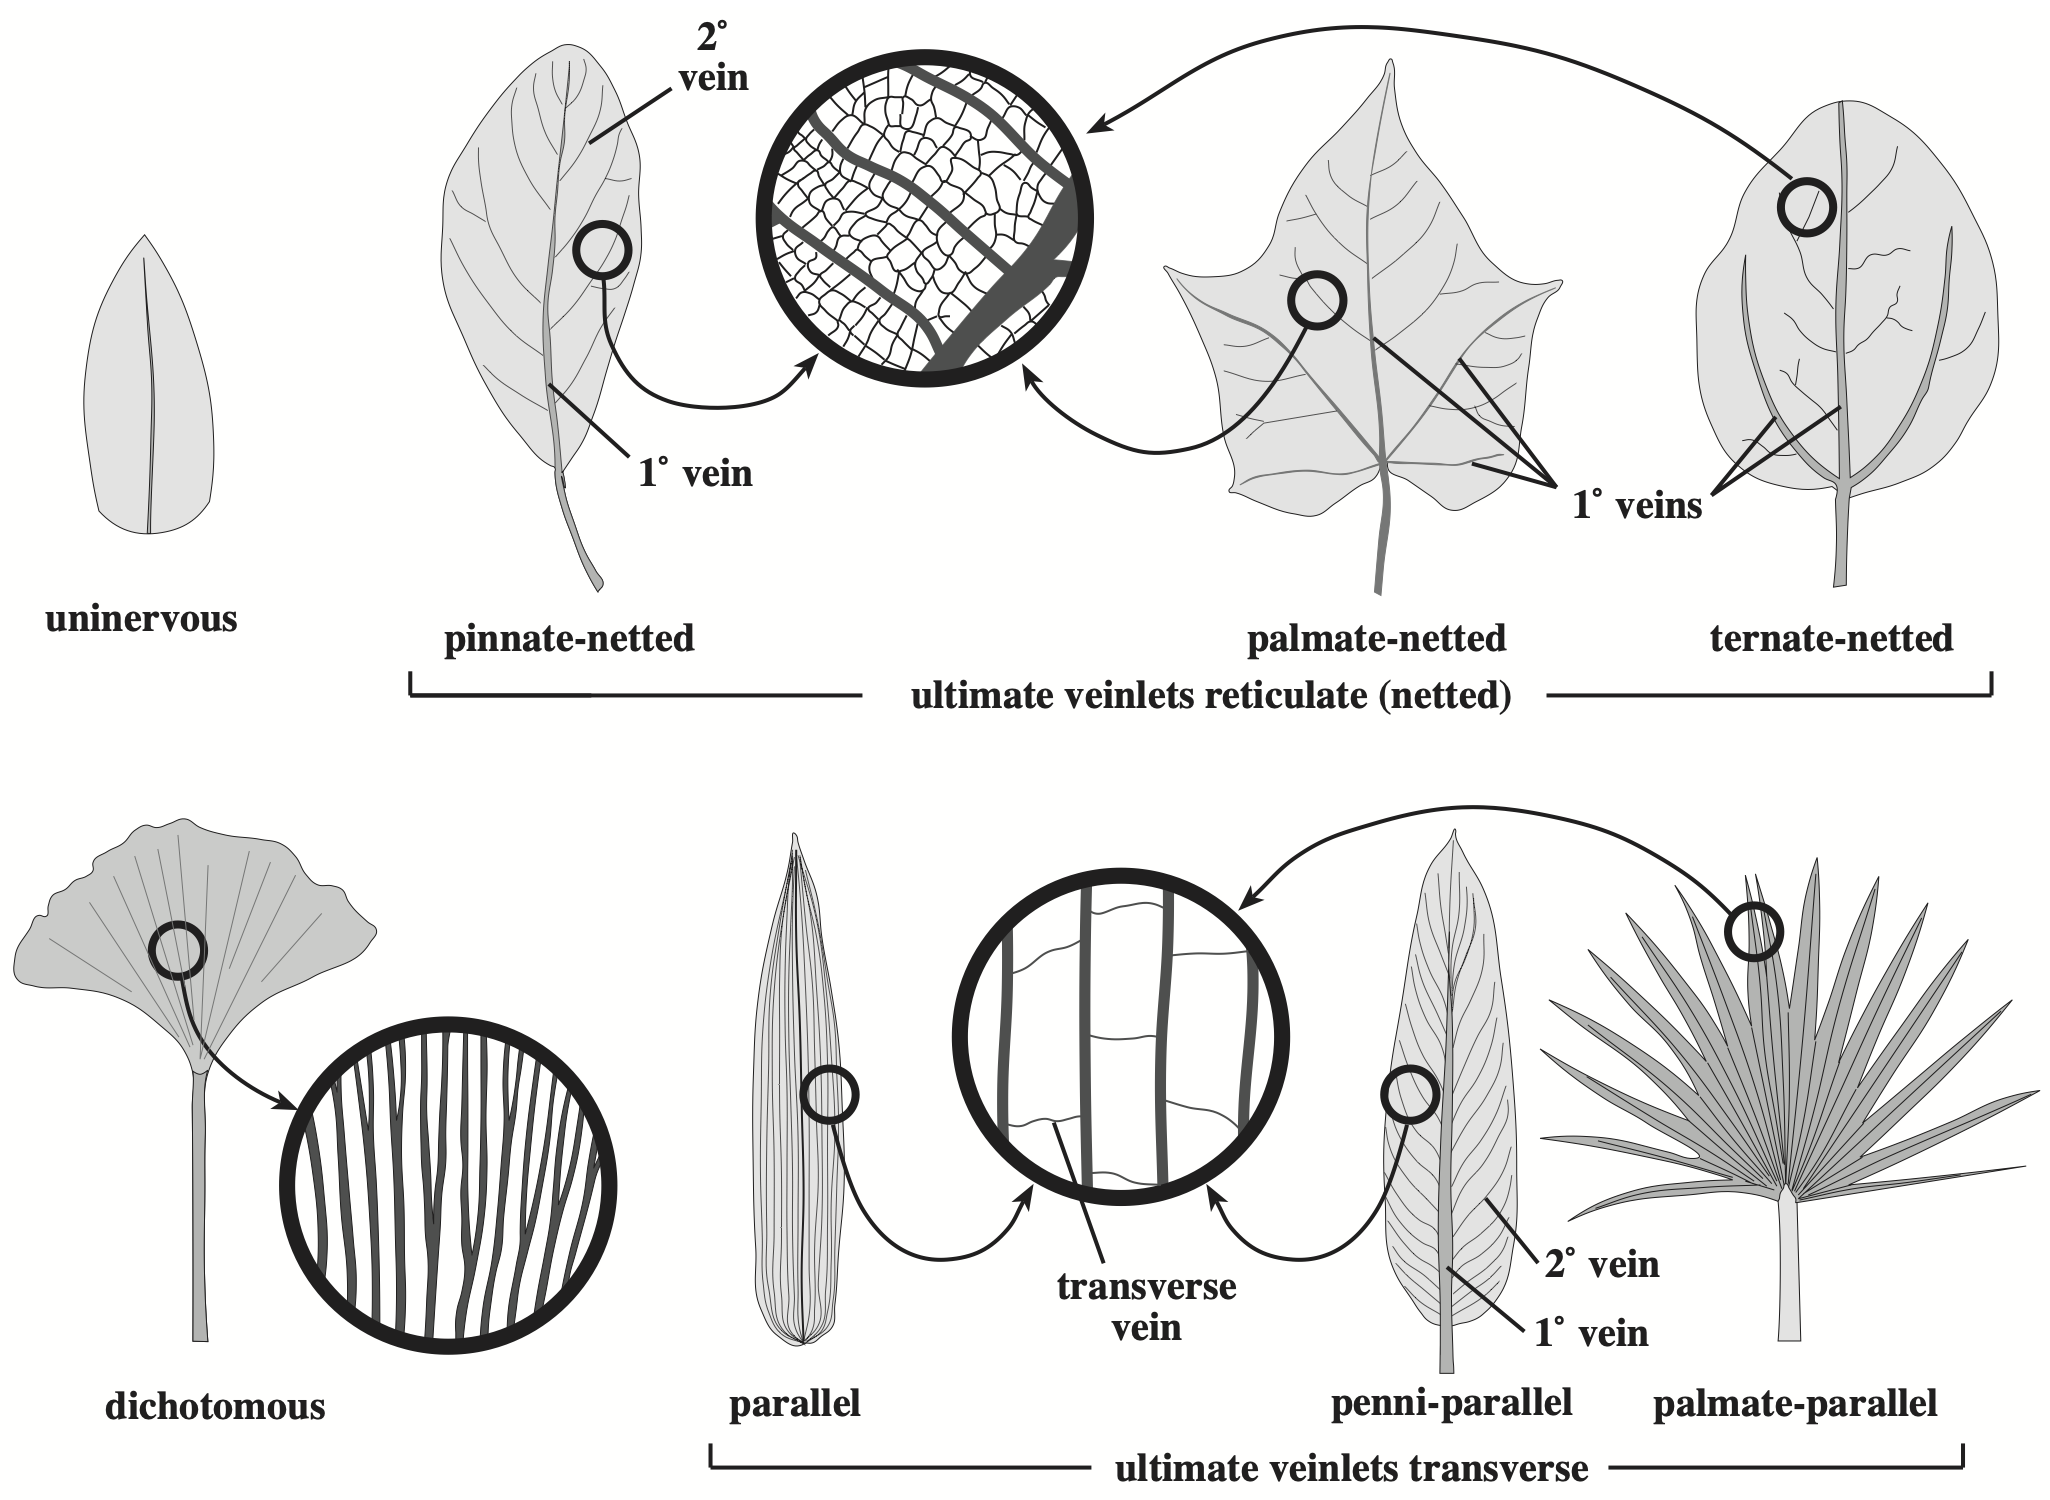 2° 
vein
1° vein
1° veins
uninervous
pinnate-netted
palmate-netted
ternate-netted
ultimate veinlets reticulate (netted)
transverse
vein
2° vein
1° vein
dichotomous
parallel
penni-parallel
palmate-parallel
ultimate veinlets transverse